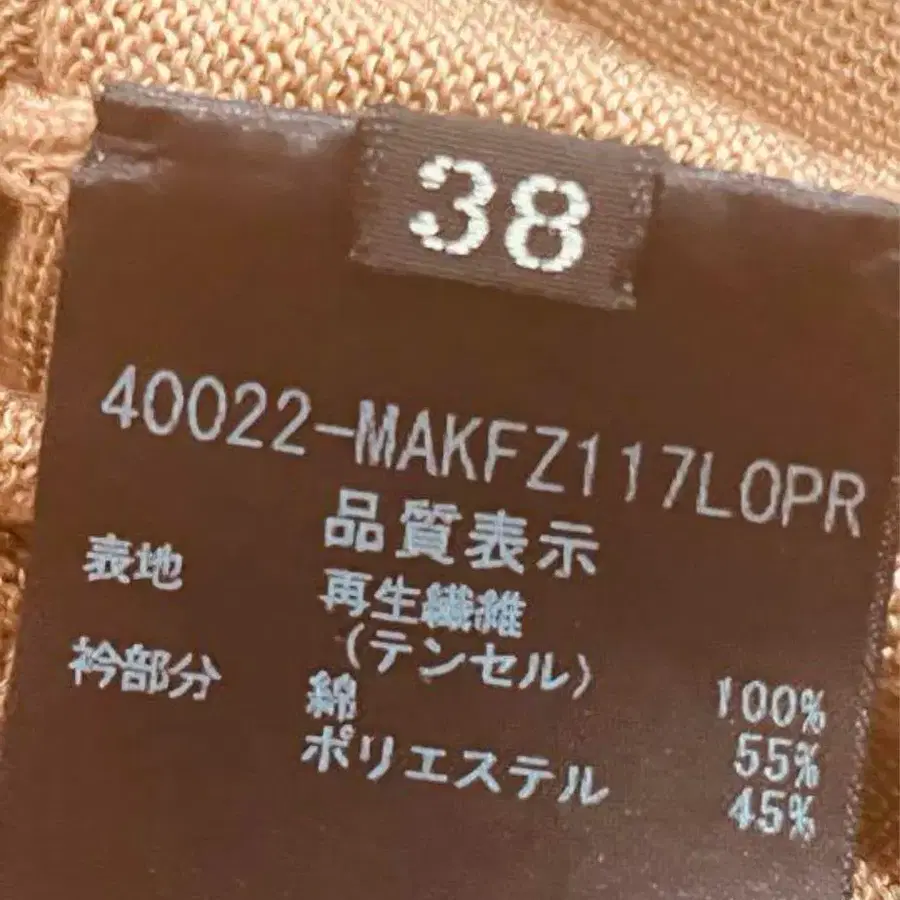 38
40022-MAKFZ117LOPR
品質表示
表地 再生繊維
(テンセル) 100%
衿部分 綿 55%
ポリエステル 45%